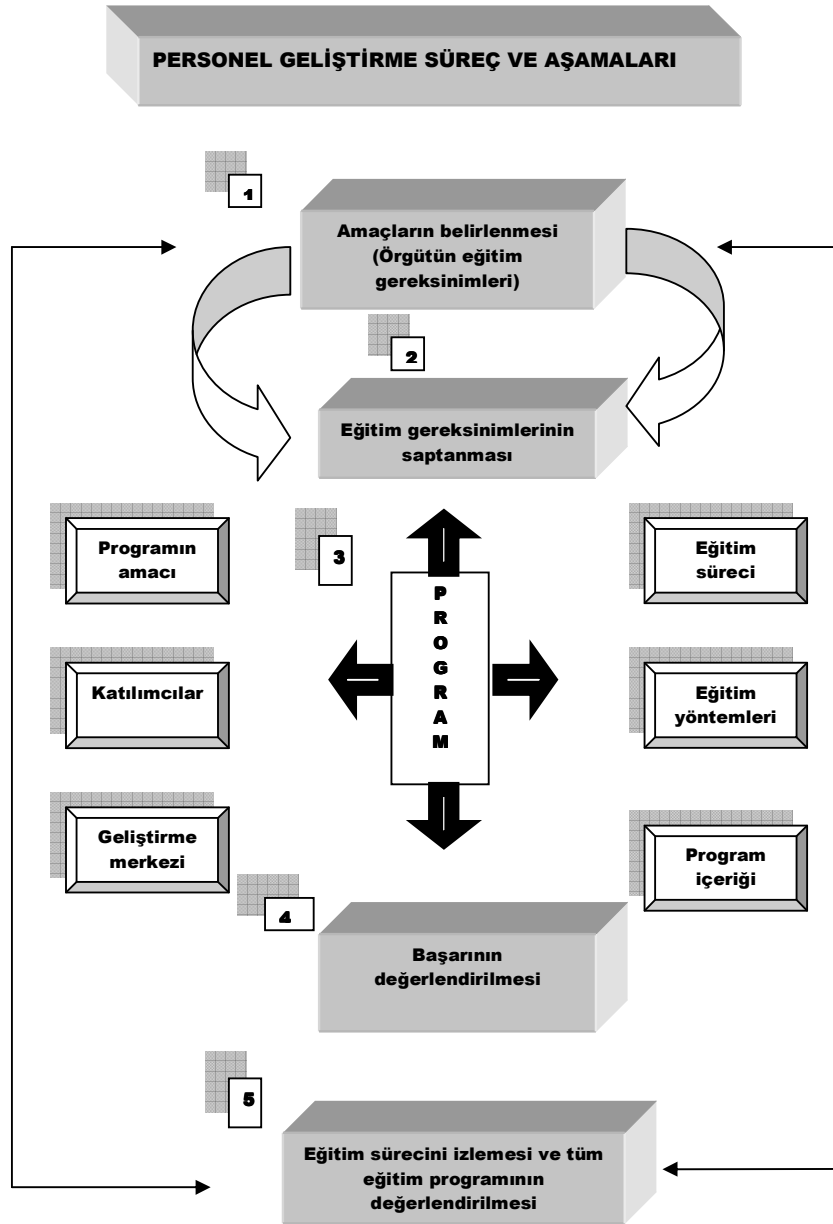 PERSONEL GELİŞTİRME SÜREÇ VE AŞAMALARI
1
Amaçların belirlenmesi
(Örgütün eğitim
gereksinimleri)
2
Eğitim gereksinimlerinin
saptanması
3
Programın
amacı
Katılımcılar
Geliştirme
merkezi
P
R
O
G
R
A
M
Eğitim
süreci
Eğitim
yöntemleri
Program
içeriği
4
Başarının
değerlendirilmesi
5
Eğitim sürecini izlemesi ve tüm
eğitim programının
değerlendirilmesi